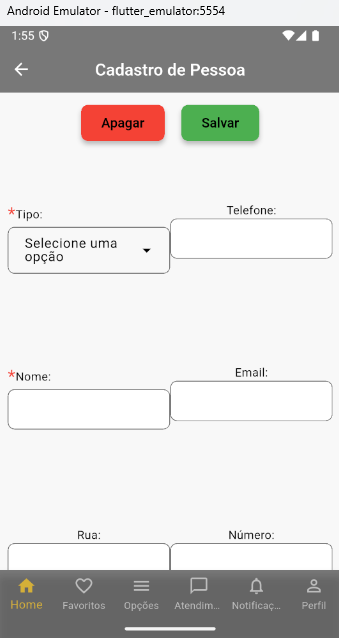 Android Emulator - flutter_emulator:5554
1:55
Cadastro de Pessoa
Apagar Salvar
*Tipo: Telefone:
Selecione uma
opção
*Nome: Email:
Rua: Número:
Home Favoritos Opções Atendim... Notificaç... Perfil